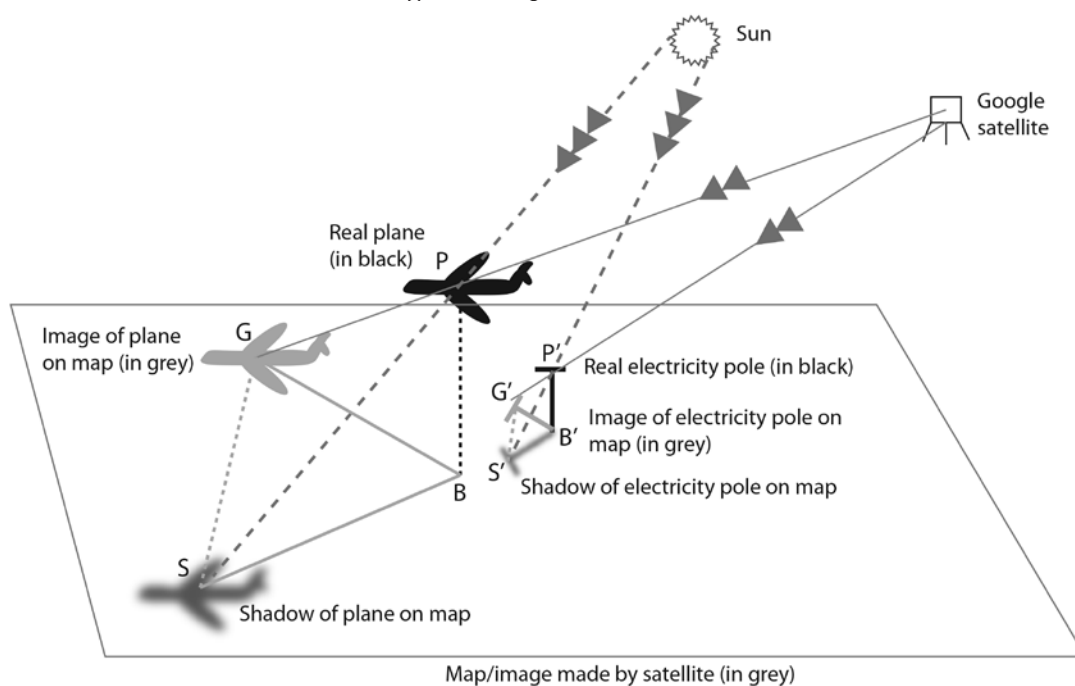 Sun
Google
satellite
Real plane
(in black)
P
Image of plane
on map (in grey)
G
P'
Real electricity pole (in black)
G'
Image of electricity pole on
map (in grey)
B'
S'
B
Shadow of electricity pole on map
S
Shadow of plane on map
Map/image made by satellite (in grey)